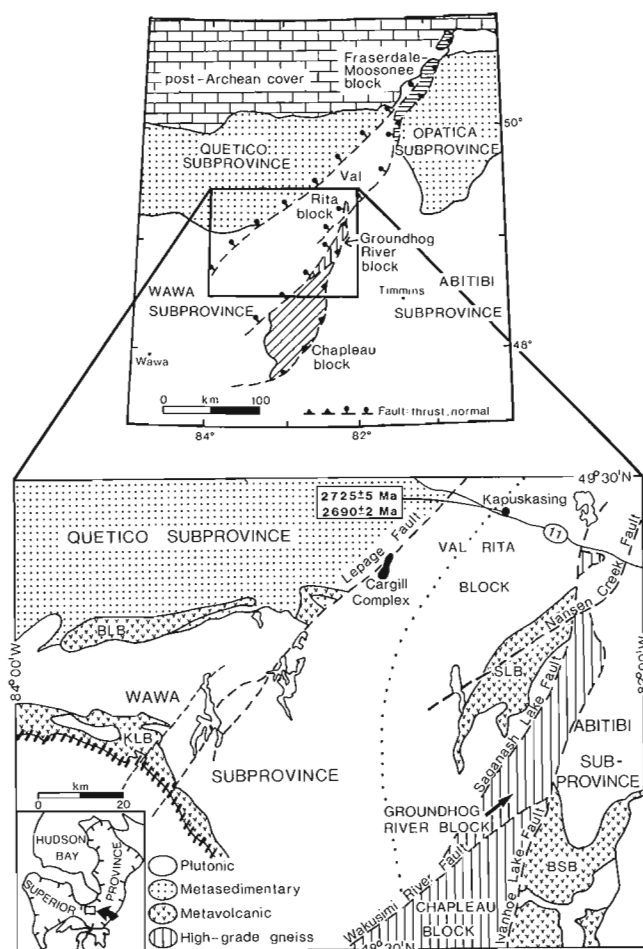 Fraserdale
Moosonee
block
post-Archean cover
50°
OPATICA
SUBPROVINCE
QUETICO
SUBPROVINCE
Val
Rita
block
Groundhog
River
block
WAWA
SUBPROVINCE
ABITIBI
SUBPROVINCE
Timmins
48°
Wawa
Chapleau
block
0 km 100
Fault: thrust, normal
84°
82°
49°30'N
2725±5 Ma
2690±2 Ma
Kapuskasing
11
QUETICO SUBPROVINCE
Lepage Fault
VAL RITA
BLOCK
Cargill
Complex
Nansen Creek Fault
BLB
84°00'W
SLB
WAWA
Saganash Lake Fault
ABITIBI
SUB-
PROVINCE
KLB
SUBPROVINCE
km
0 20
GROUNDHOG
RIVER BLOCK
HUDSON
BAY
PROVINCE
SUPERIOR
Plutonic
Metasedimentary
Metavolcanic
High-grade gneiss
Wakusimi River Fault
Ivanhoe Lake Fault
BSB
CHAPLEAU
BLOCK
48°30'N